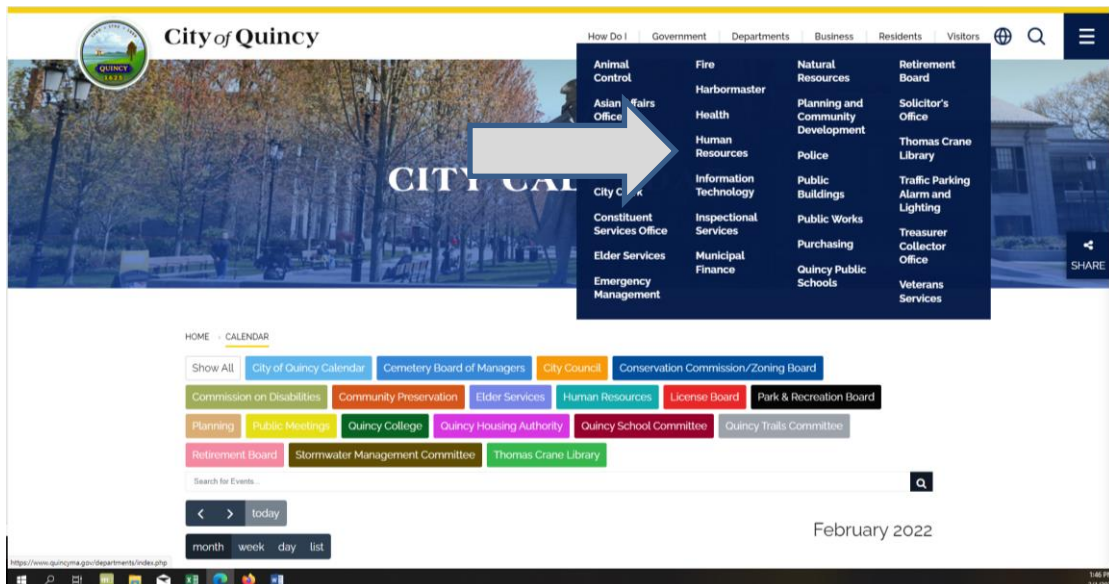 City of Quincy
How Do I Government Departments Business Residents Visitors
QUINCY
1625
Animal
Control
Asian Affairs
Office
Constituent
Services Office
Elder Services
Emergency
Management
Fire
Harbormaster
Health
Human
Resources
Information
Technology
Inspectional
Services
Municipal
Finance
Natural
Resources
Planning and
Community
Development
Police
Public
Buildings
Public Works
Purchasing
Quincy Public
Schools
Retirement
Board
Solicitor's
Office
Thomas Crane
Library
Traffic Parking
Alarm and
Lighting
Treasurer
Collector
Office
Veterans
Services
CITY
SHARE
HOME › CALENDAR
Show All City of Quincy Calendar Cemetery Board of Managers City Council Conservation Commission/Zoning Board
Commission on Disabilities Community Preservation Elder Services Human Resources License Board Park & Recreation Board
Planning Public Meetings Quincy College Quincy Housing Authority Quincy School Committee Quincy Trails Committee
Retirement Board Stormwater Management Committee Thomas Crane Library
Search for Events...
< > today
February 2022
month week day list
https://www.quincyma.gov/departments/index.php
1:46 PM